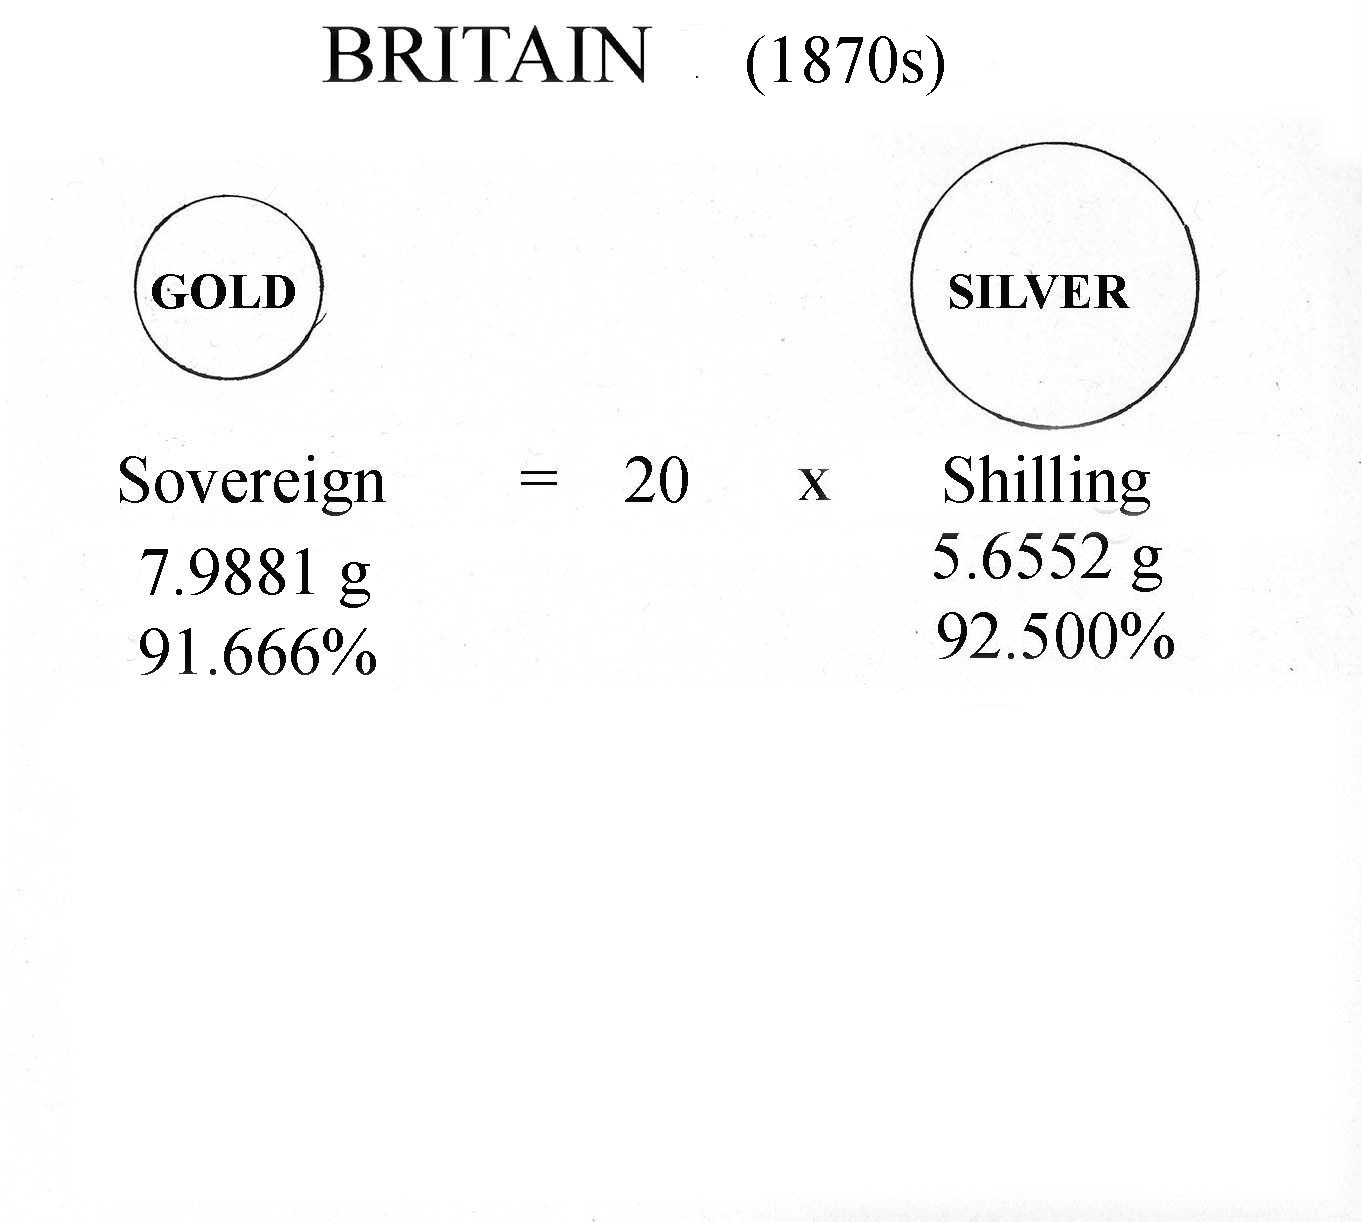 BRITAIN (1870s)
GOLD SILVER
Sovereign = 20 x Shilling
7.9881 g 5.6552 g
91.666% 92.500%